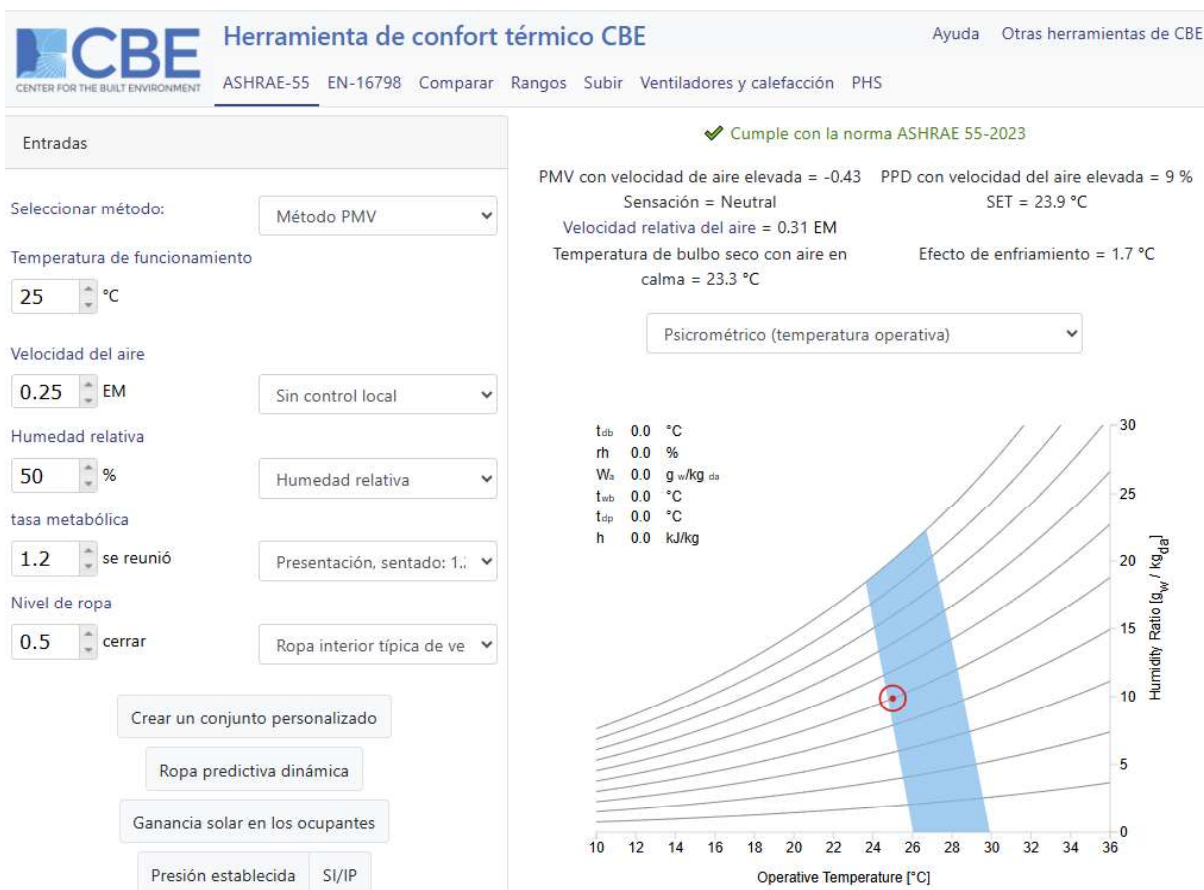 CBE
CENTER FOR THE BUILT ENVIRONMENT
Herramienta de confort térmico CBE
Ayuda Otras herramientas de CBE
ASHRAE-55 EN-16798 Comparar Rangos Subir Ventiladores y calefacción PHS
Entradas
Seleccionar método:
Método PMV
Temperatura de funcionamiento
25 °C
Velocidad del aire
0.25 EM
Sin control local
Humedad relativa
50 %
Humedad relativa
tasa metabólica
1.2 se reunió
Presentación, sentado: 1..
Nivel de ropa
0.5 cerrar
Ropa interior típica de ve
Crear un conjunto personalizado
Ropa predictiva dinámica
Ganancia solar en los ocupantes
Presión establecida SI/IP
Cumple con la norma ASHRAE 55-2023
PMV con velocidad de aire elevada = -0.43 PPD con velocidad del aire elevada = 9 %
Sensación = Neutral SET = 23.9 °C
Velocidad relativa del aire = 0.31 EM
Temperatura de bulbo seco con aire en Efecto de enfriamiento = 1.7 °C
calma = 23.3 °C
Psicrométrico (temperatura operativa)
tdb 0.0 °C
rh 0.0 %
Wa 0.0 g w/kg da
twb 0.0 °C
tdp 0.0 °C
h 0.0 kJ/kg
30
25
20
15
10
5
0
Humidity Ratio [gw / kgda]
10 12 14 16 18 20 22 24 26 28 30 32 34 36
Operative Temperature [°C]